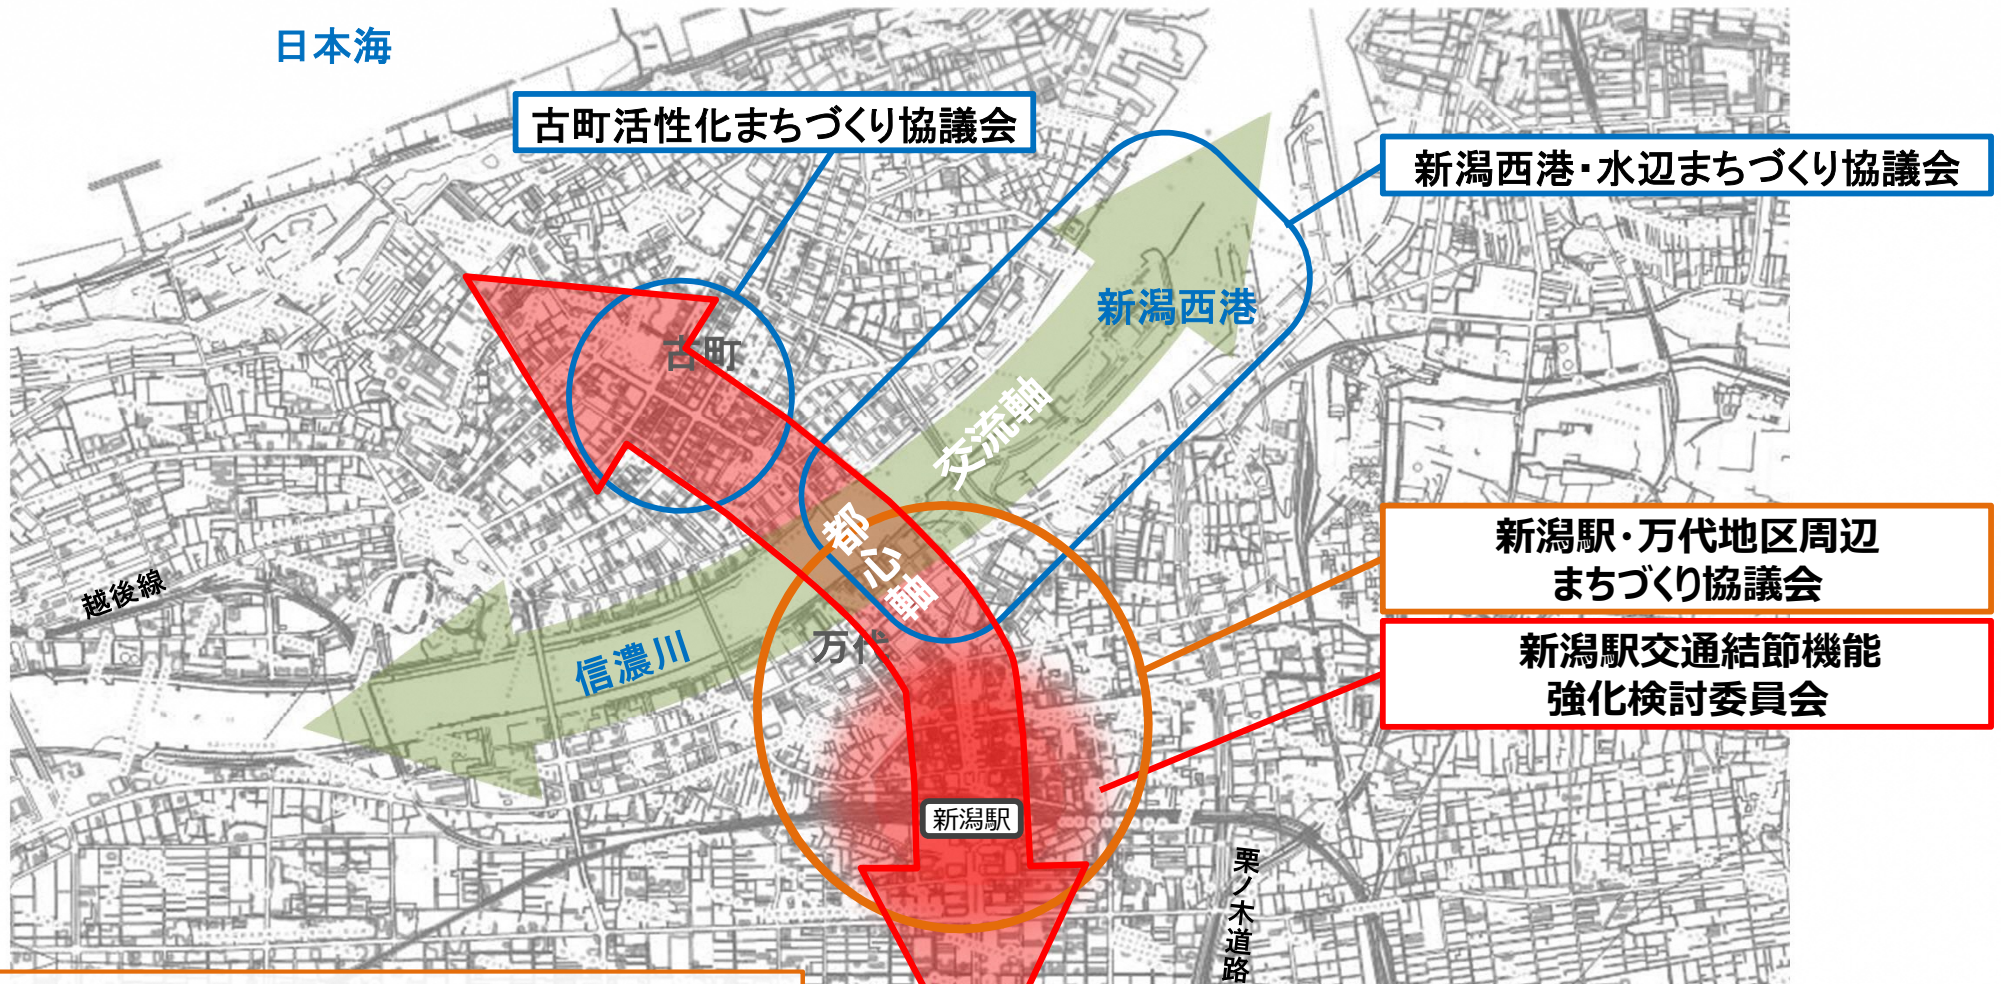 日本海
古町活性化まちづくり協議会
新潟西港・水辺まちづくり協議会
新潟西港
古町
交流軸
都心軸
新潟駅・万代地区周辺
まちづくり協議会
越後線
万代
信濃川
新潟駅交通結節機能
強化検討委員会
新潟駅
栗ノ木道路